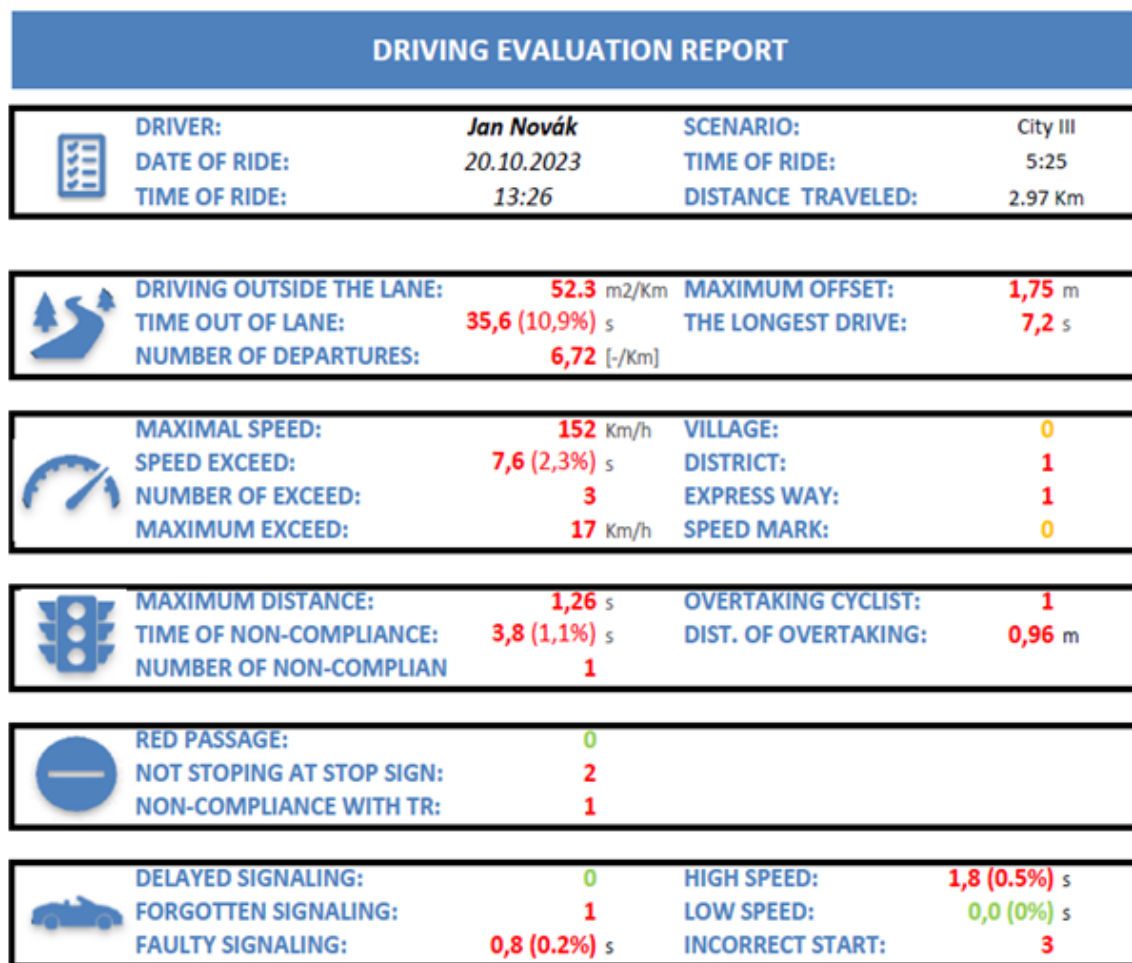 DRIVING EVALUATION REPORT
DRIVER: Jan Novák SCENARIO: City III
DATE OF RIDE: 20.10.2023 TIME OF RIDE: 5:25
TIME OF RIDE: 13:26 DISTANCE TRAVELED: 2.97 Km
DRIVING OUTSIDE THE LANE: 52.3 m2/Km MAXIMUM OFFSET: 1,75 m
TIME OUT OF LANE: 35,6 (10,9%) s THE LONGEST DRIVE: 7,2 s
NUMBER OF DEPARTURES: 6,72 [-/Km]
MAXIMAL SPEED: 152 Km/h VILLAGE: 0
SPEED EXCEED: 7,6 (2,3%) s DISTRICT: 1
NUMBER OF EXCEED: 3 EXPRESS WAY: 1
MAXIMUM EXCEED: 17 Km/h SPEED MARK: 0
MAXIMUM DISTANCE: 1,26 s OVERTAKING CYCLIST: 1
TIME OF NON-COMPLIANCE: 3,8 (1,1%) s DIST. OF OVERTAKING: 0,96 m
NUMBER OF NON-COMPLIAN 1
RED PASSAGE: 0
NOT STOPING AT STOP SIGN: 2
NON-COMPLIANCE WITH TR: 1
DELAYED SIGNALING: 0 HIGH SPEED: 1,8 (0.5%) s
FORGOTTEN SIGNALING: 1 LOW SPEED: 0,0 (0%) s
FAULTY SIGNALING: 0,8 (0.2%) s INCORRECT START: 3